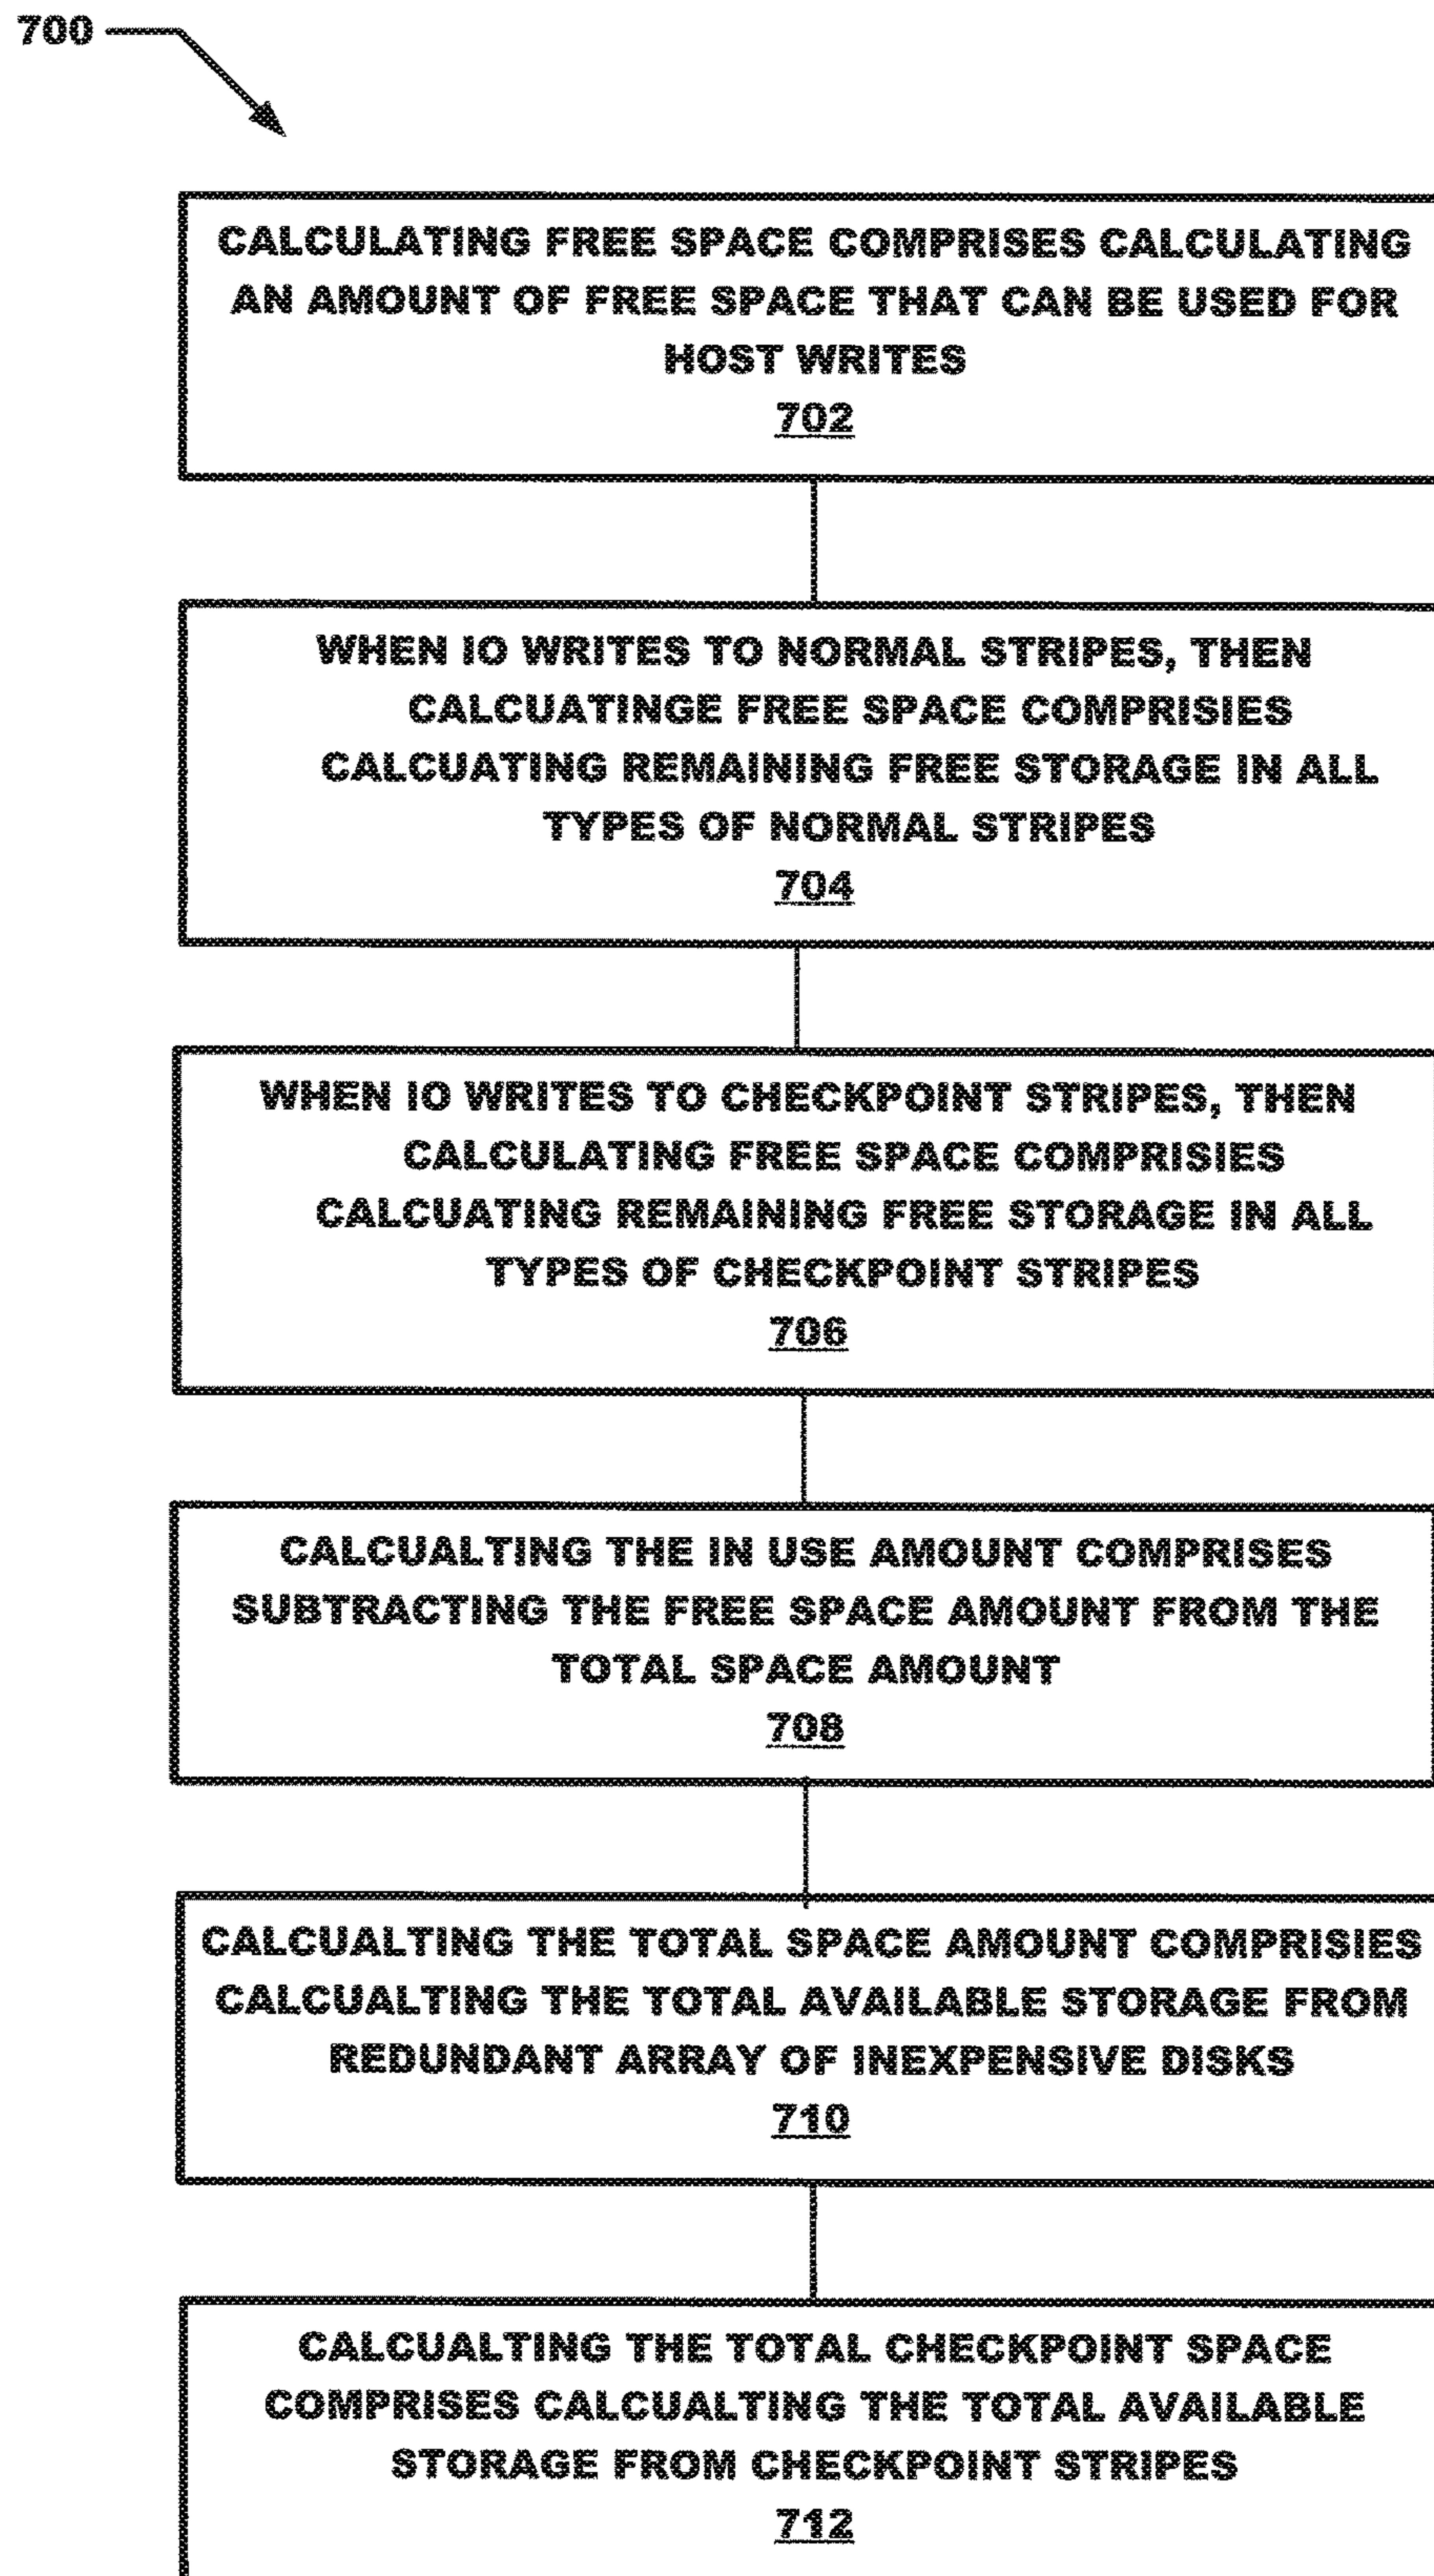 700
CALCULATING FREE SPACE COMPRISES CALCULATING
AN AMOUNT OF FREE SPACE THAT CAN BE USED FOR
HOST WRITES
702
WHEN IO WRITES TO NORMAL STRIPES, THEN
CALCUATINGE FREE SPACE COMPRISIES
CALCUATING REMAINING FREE STORAGE IN ALL
TYPES OF NORMAL STRIPES
704
WHEN IO WRITES TO CHECKPOINT STRIPES, THEN
CALCULATING FREE SPACE COMPRISIES
CALCUATING REMAINING FREE STORAGE IN ALL
TYPES OF CHECKPOINT STRIPES
706
CALCUALTING THE IN USE AMOUNT COMPRISES
SUBTRACTING THE FREE SPACE AMOUNT FROM THE
TOTAL SPACE AMOUNT
708
CALCUALTING THE TOTAL SPACE AMOUNT COMPRISIES
CALCUALTING THE TOTAL AVAILABLE STORAGE FROM
REDUNDANT ARRAY OF INEXPENSIVE DISKS
710
CALCUALTING THE TOTAL CHECKPOINT SPACE
COMPRISES CALCUALTING THE TOTAL AVAILABLE
STORAGE FROM CHECKPOINT STRIPES
712